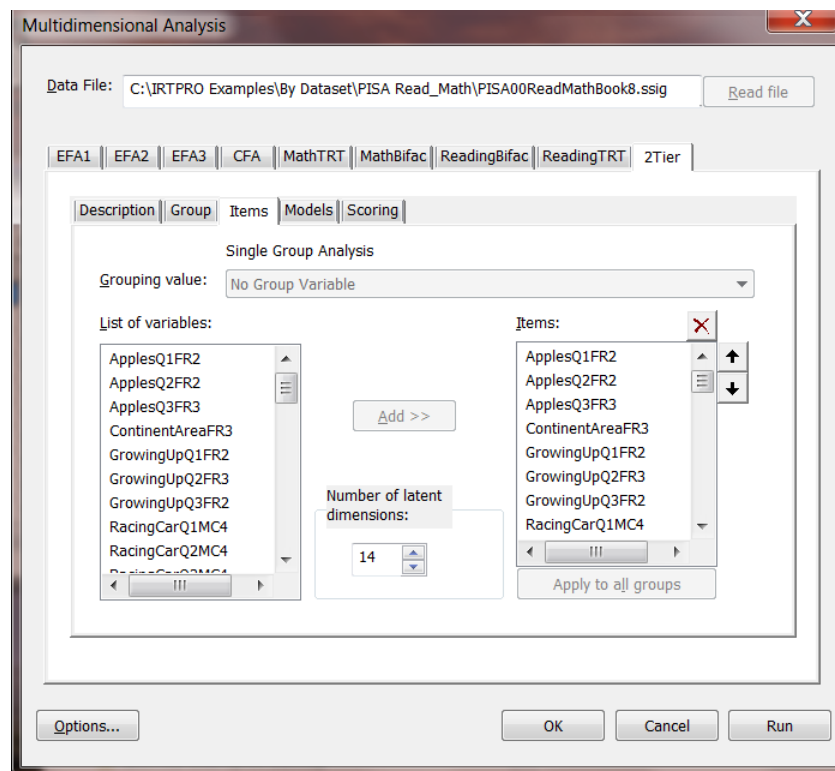 Multidimensional Analysis
X
Data File: C:\IRTPRO Examples\By Dataset\PISA Read_Math\PISA00ReadMathBook8.ssig Read file
EFA1 EFA2 EFA3 CFA MathTRT MathBifac ReadingBifac ReadingTRT 2Tier
Description Group Items Models Scoring
Single Group Analysis
Grouping value: No Group Variable
List of variables:
ApplesQ1FR2
ApplesQ2FR2
ApplesQ3FR3
ContinentAreaFR3
GrowingUpQ1FR2
GrowingUpQ2FR3
GrowingUpQ3FR2
RacingCarQ1MC4
RacingCarQ2MC4
RacingCarQ3MC4
Add >>
Number of latent
dimensions:
14
Items:
ApplesQ1FR2
ApplesQ2FR2
ApplesQ3FR3
ContinentAreaFR3
GrowingUpQ1FR2
GrowingUpQ2FR3
GrowingUpQ3FR2
RacingCarQ1MC4
Apply to all groups
Options... OK Cancel Run